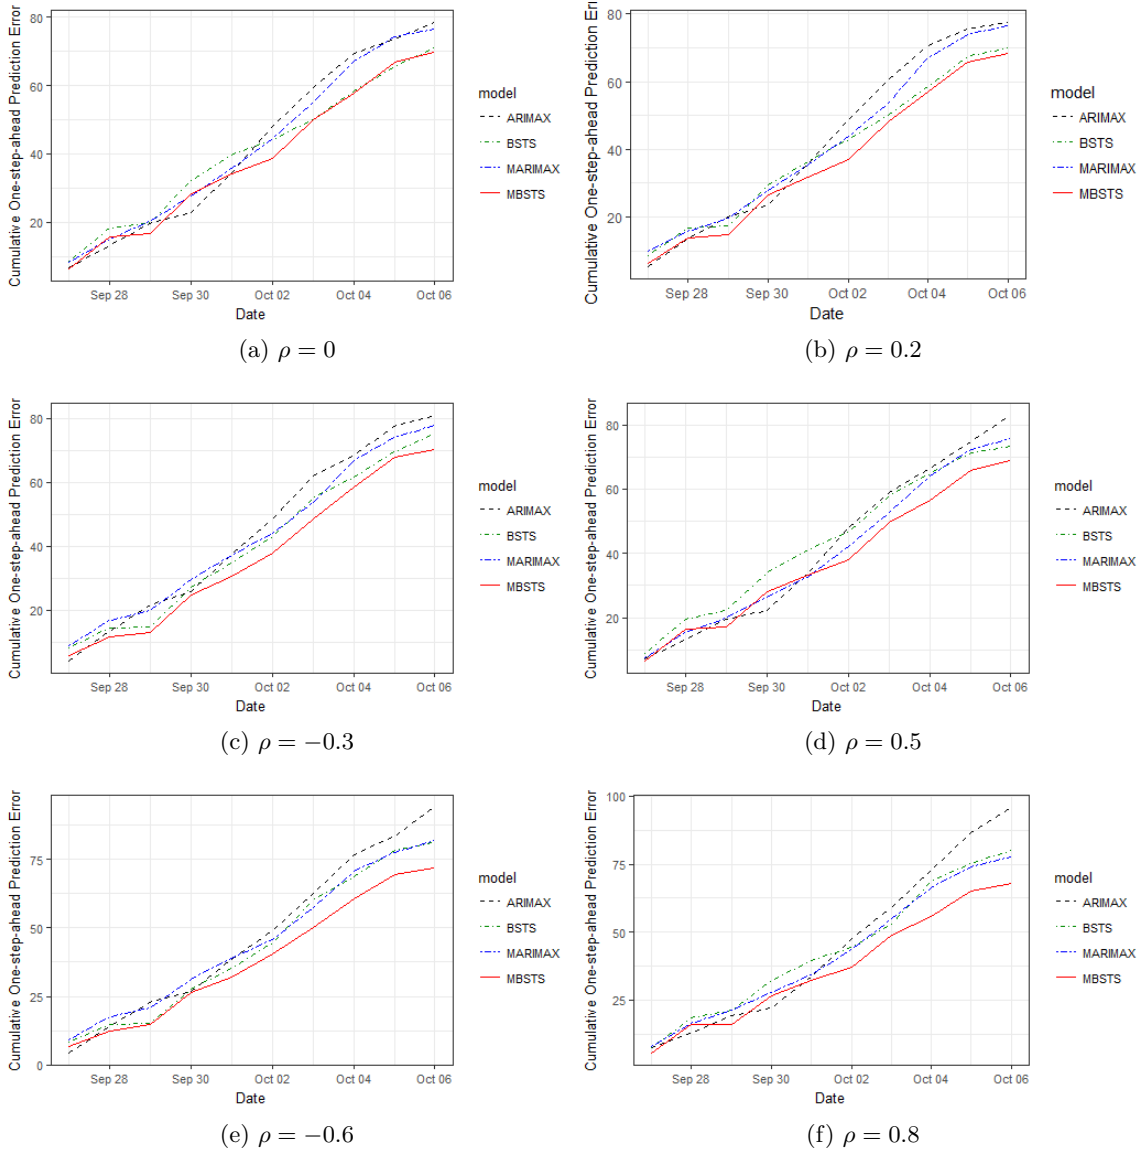 Cumulative One-step-ahead Prediction Error
80
60
40
20
Sep 28 Sep 30 Oct 02 Oct 04 Oct 06
Date
model
ARIMAX
BSTS
MARIMAX
MBSTS
(a) ρ = 0
Cumulative One-step-ahead Prediction Err
80
60
40
20
Sep 28 Sep 30 Oct 02 Oct 04 Oct 06
Date
model
ARIMAX
BSTS
MARIMAX
MBSTS
(b) ρ = 0.2
Cumulative One-step-ahead Prediction Error
80
60
40
20
Sep 28 Sep 30 Oct 02 Oct 04 Oct 06
Date
model
ARIMAX
BSTS
MARIMAX
MBSTS
(c) ρ = −0.3
Cumulative One-step-ahead Prediction Error
80
60
40
20
Sep 28 Sep 30 Oct 02 Oct 04 Oct 06
Date
model
ARIMAX
BSTS
MARIMAX
MBSTS
(d) ρ = 0.5
Cumulative One-step-ahead Prediction Error
75
50
25
0
Sep 28 Sep 30 Oct 02 Oct 04 Oct 06
Date
model
ARIMAX
BSTS
MARIMAX
MBSTS
(e) ρ = −0.6
Cumulative One-step-ahead Prediction Error
100
75
50
25
Sep 28 Sep 30 Oct 02 Oct 04 Oct 06
Date
model
ARIMAX
BSTS
MARIMAX
MBSTS
(f) ρ = 0.8